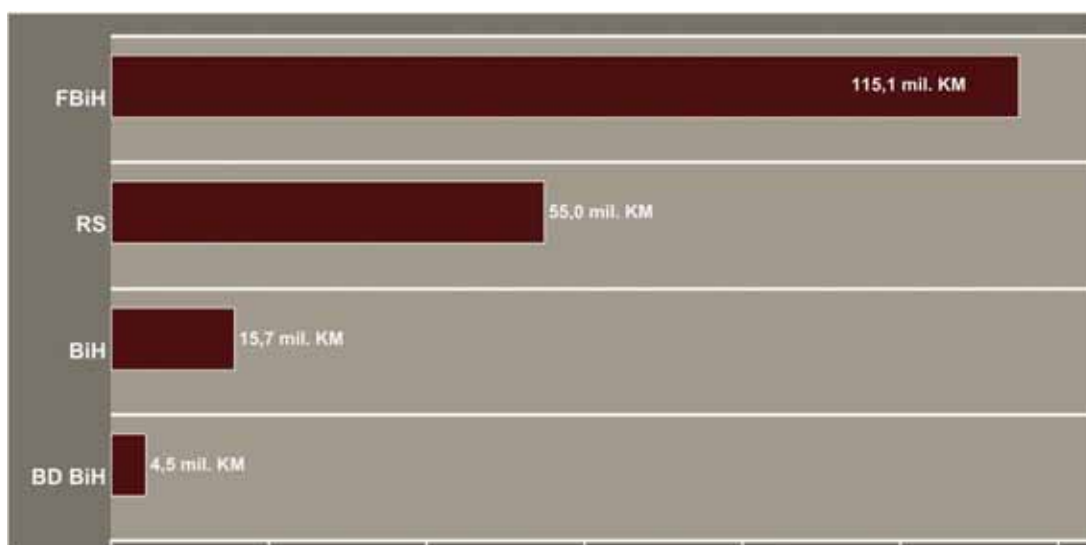 FBiH 115,1 mil. KM
RS 55,0 mil. KM
BiH 15,7 mil. KM
BD BiH 4,5 mil. KM